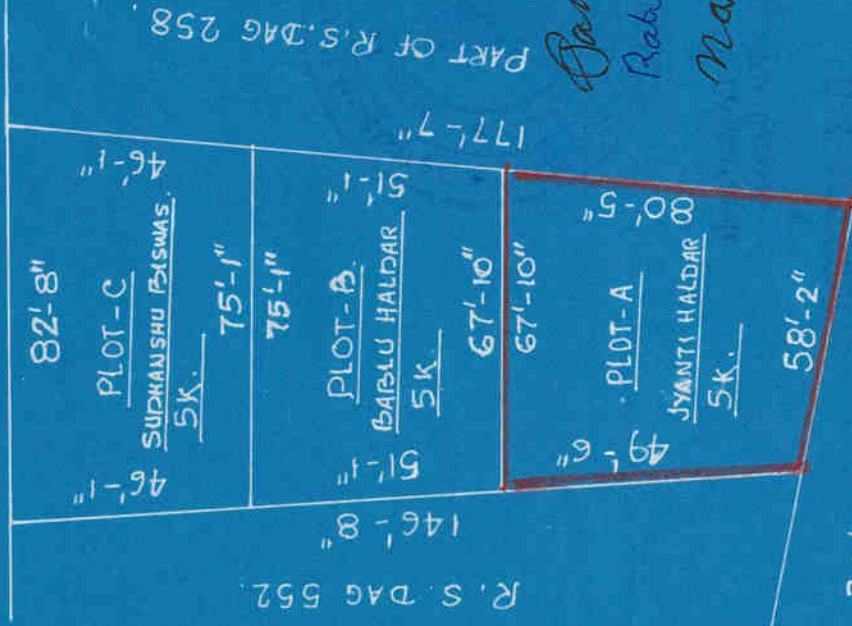 PART OF R.S.DAG 258.
177'-7"
82'-8"
46'-1"
PLOT-C
SUDHANSHU BISWAS.
5K.
46'-1"
75'-1"
75'-1"
51'-1"
PLOT-B.
BABLU HALDAR
5K.
51'-1"
67'-10"
67'-10"
80'-5"
PLOT-A
JYANTI HALDAR
5K.
49'-6"
58'-2"
146'-8"
R.S. DAG 552.